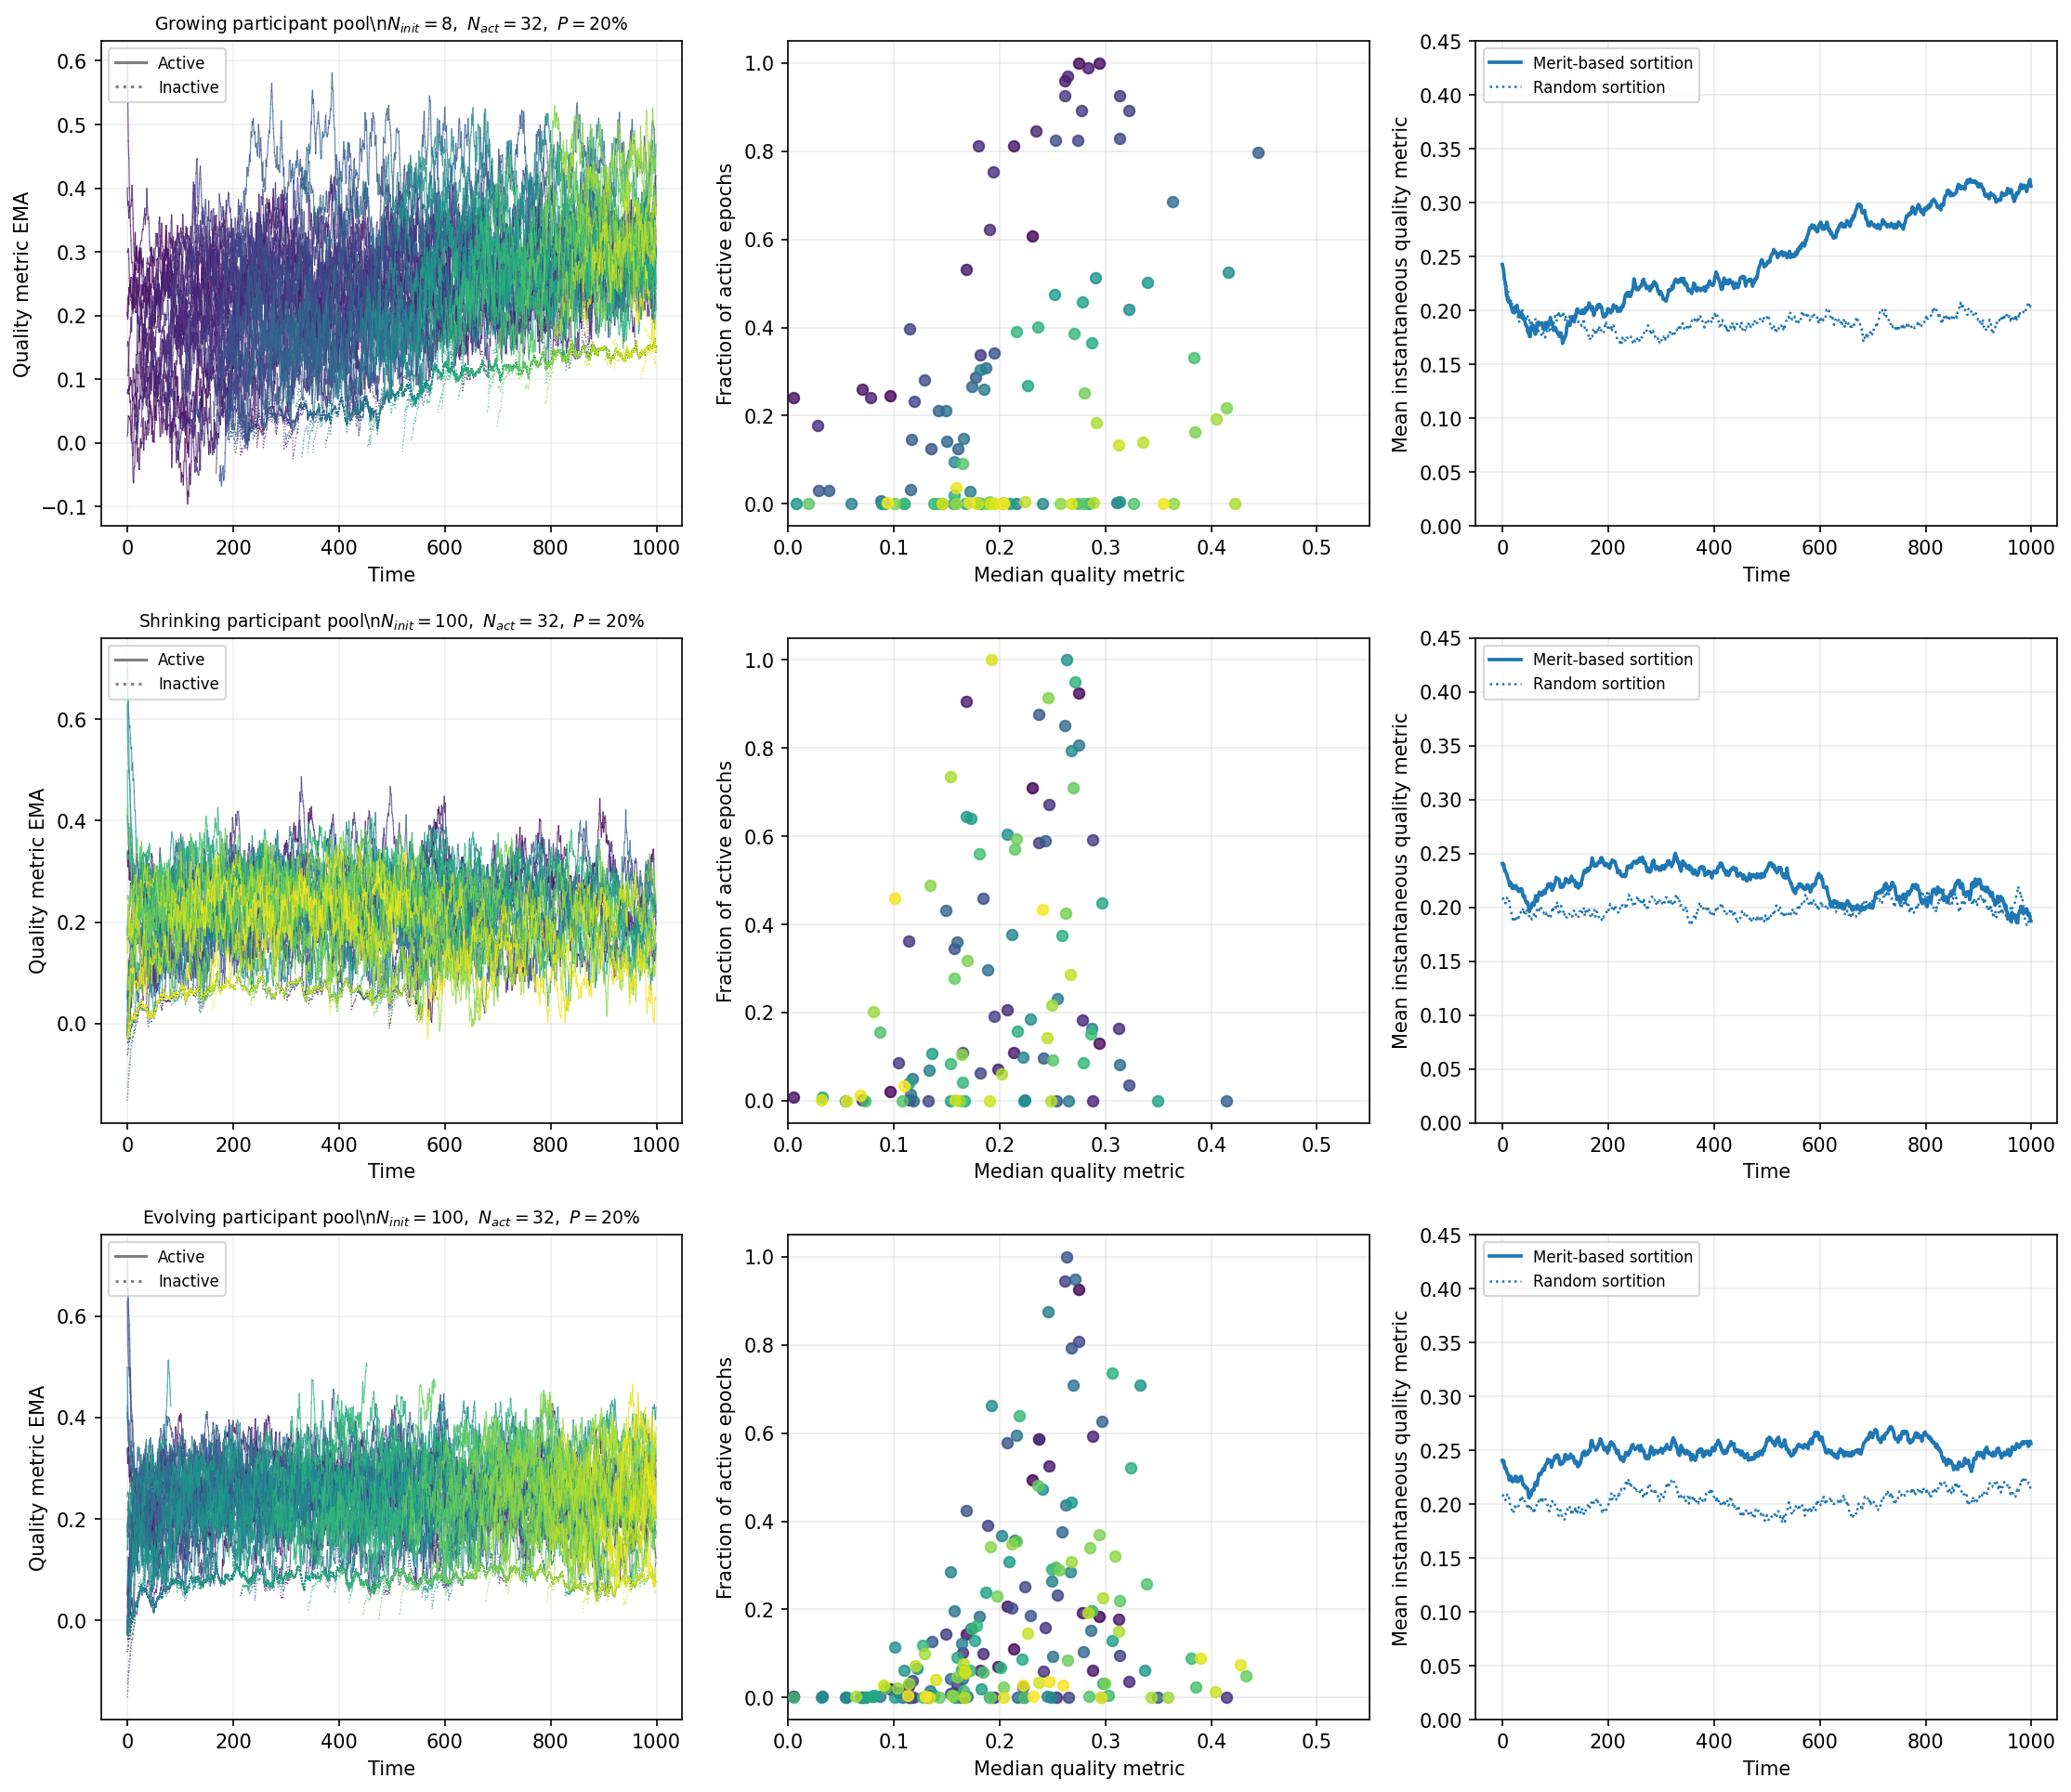 Growing participant pool\nN_init = 8, N_act = 32, P = 20%
Active
Inactive
0.6
0.5
0.4
0.3
0.2
0.1
0.0
−0.1
Quality metric EMA
0 200 400 600 800 1000
Time
1.0
0.8
0.6
0.4
0.2
0.0
Fraction of active epochs
0.0 0.1 0.2 0.3 0.4 0.5
Median quality metric
Merit-based sortition
Random sortition
0.45
0.40
0.35
0.30
0.25
0.20
0.15
0.10
0.05
0.00
Mean instantaneous quality metric
0 200 400 600 800 1000
Time
Shrinking participant pool\nN_init = 100, N_act = 32, P = 20%
Active
Inactive
0.6
0.4
0.2
0.0
Quality metric EMA
0 200 400 600 800 1000
Time
1.0
0.8
0.6
0.4
0.2
0.0
Fraction of active epochs
0.0 0.1 0.2 0.3 0.4 0.5
Median quality metric
Merit-based sortition
Random sortition
0.45
0.40
0.35
0.30
0.25
0.20
0.15
0.10
0.05
0.00
Mean instantaneous quality metric
0 200 400 600 800 1000
Time
Evolving participant pool\nN_init = 100, N_act = 32, P = 20%
Active
Inactive
0.6
0.4
0.2
0.0
Quality metric EMA
0 200 400 600 800 1000
Time
1.0
0.8
0.6
0.4
0.2
0.0
Fraction of active epochs
0.0 0.1 0.2 0.3 0.4 0.5
Median quality metric
Merit-based sortition
Random sortition
0.45
0.40
0.35
0.30
0.25
0.20
0.15
0.10
0.05
0.00
Mean instantaneous quality metric
0 200 400 600 800 1000
Time